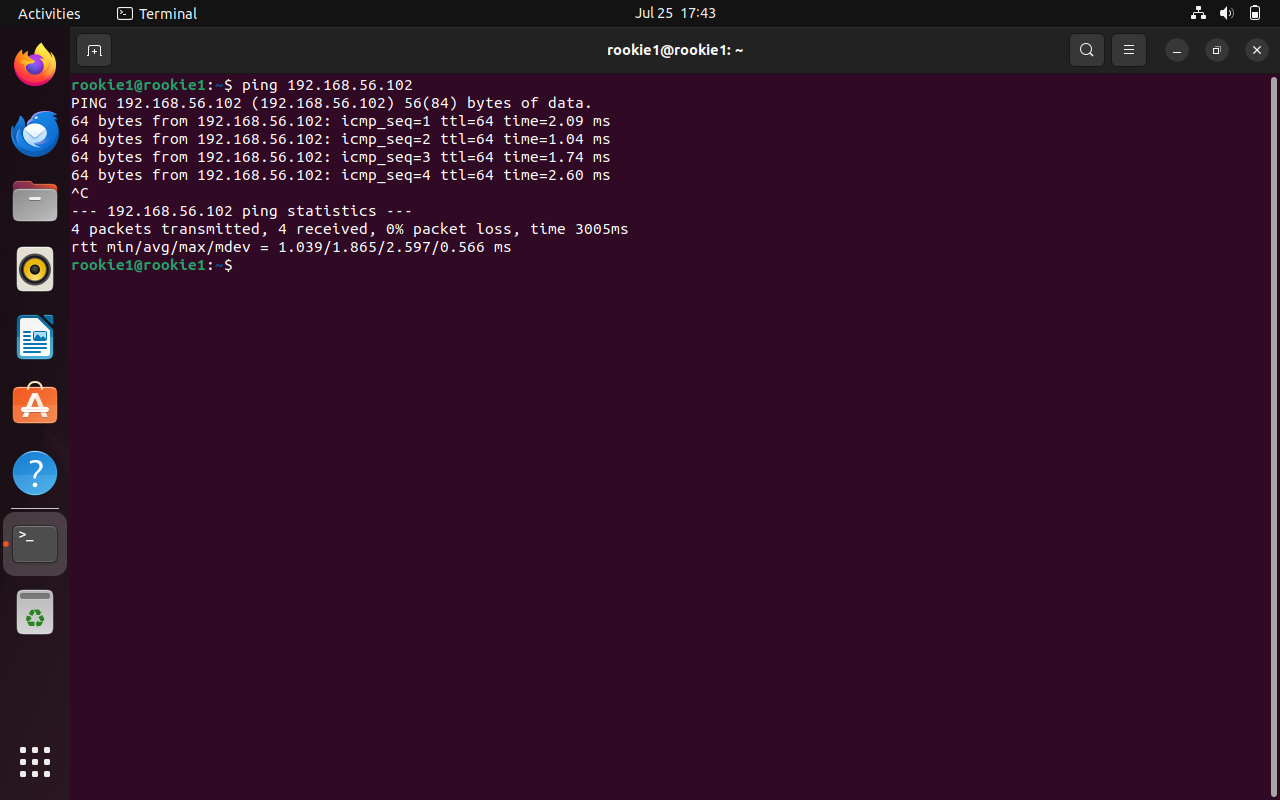 Activities Terminal Jul 25 17:43
rookie1@rookie1: ~
rookie1@rookie1:~$ ping 192.168.56.102
PING 192.168.56.102 (192.168.56.102) 56(84) bytes of data.
64 bytes from 192.168.56.102: icmp_seq=1 ttl=64 time=2.09 ms
64 bytes from 192.168.56.102: icmp_seq=2 ttl=64 time=1.04 ms
64 bytes from 192.168.56.102: icmp_seq=3 ttl=64 time=1.74 ms
64 bytes from 192.168.56.102: icmp_seq=4 ttl=64 time=2.60 ms
^C
--- 192.168.56.102 ping statistics ---
4 packets transmitted, 4 received, 0% packet loss, time 3005ms
rtt min/avg/max/mdev = 1.039/1.865/2.597/0.566 ms
rookie1@rookie1:~$